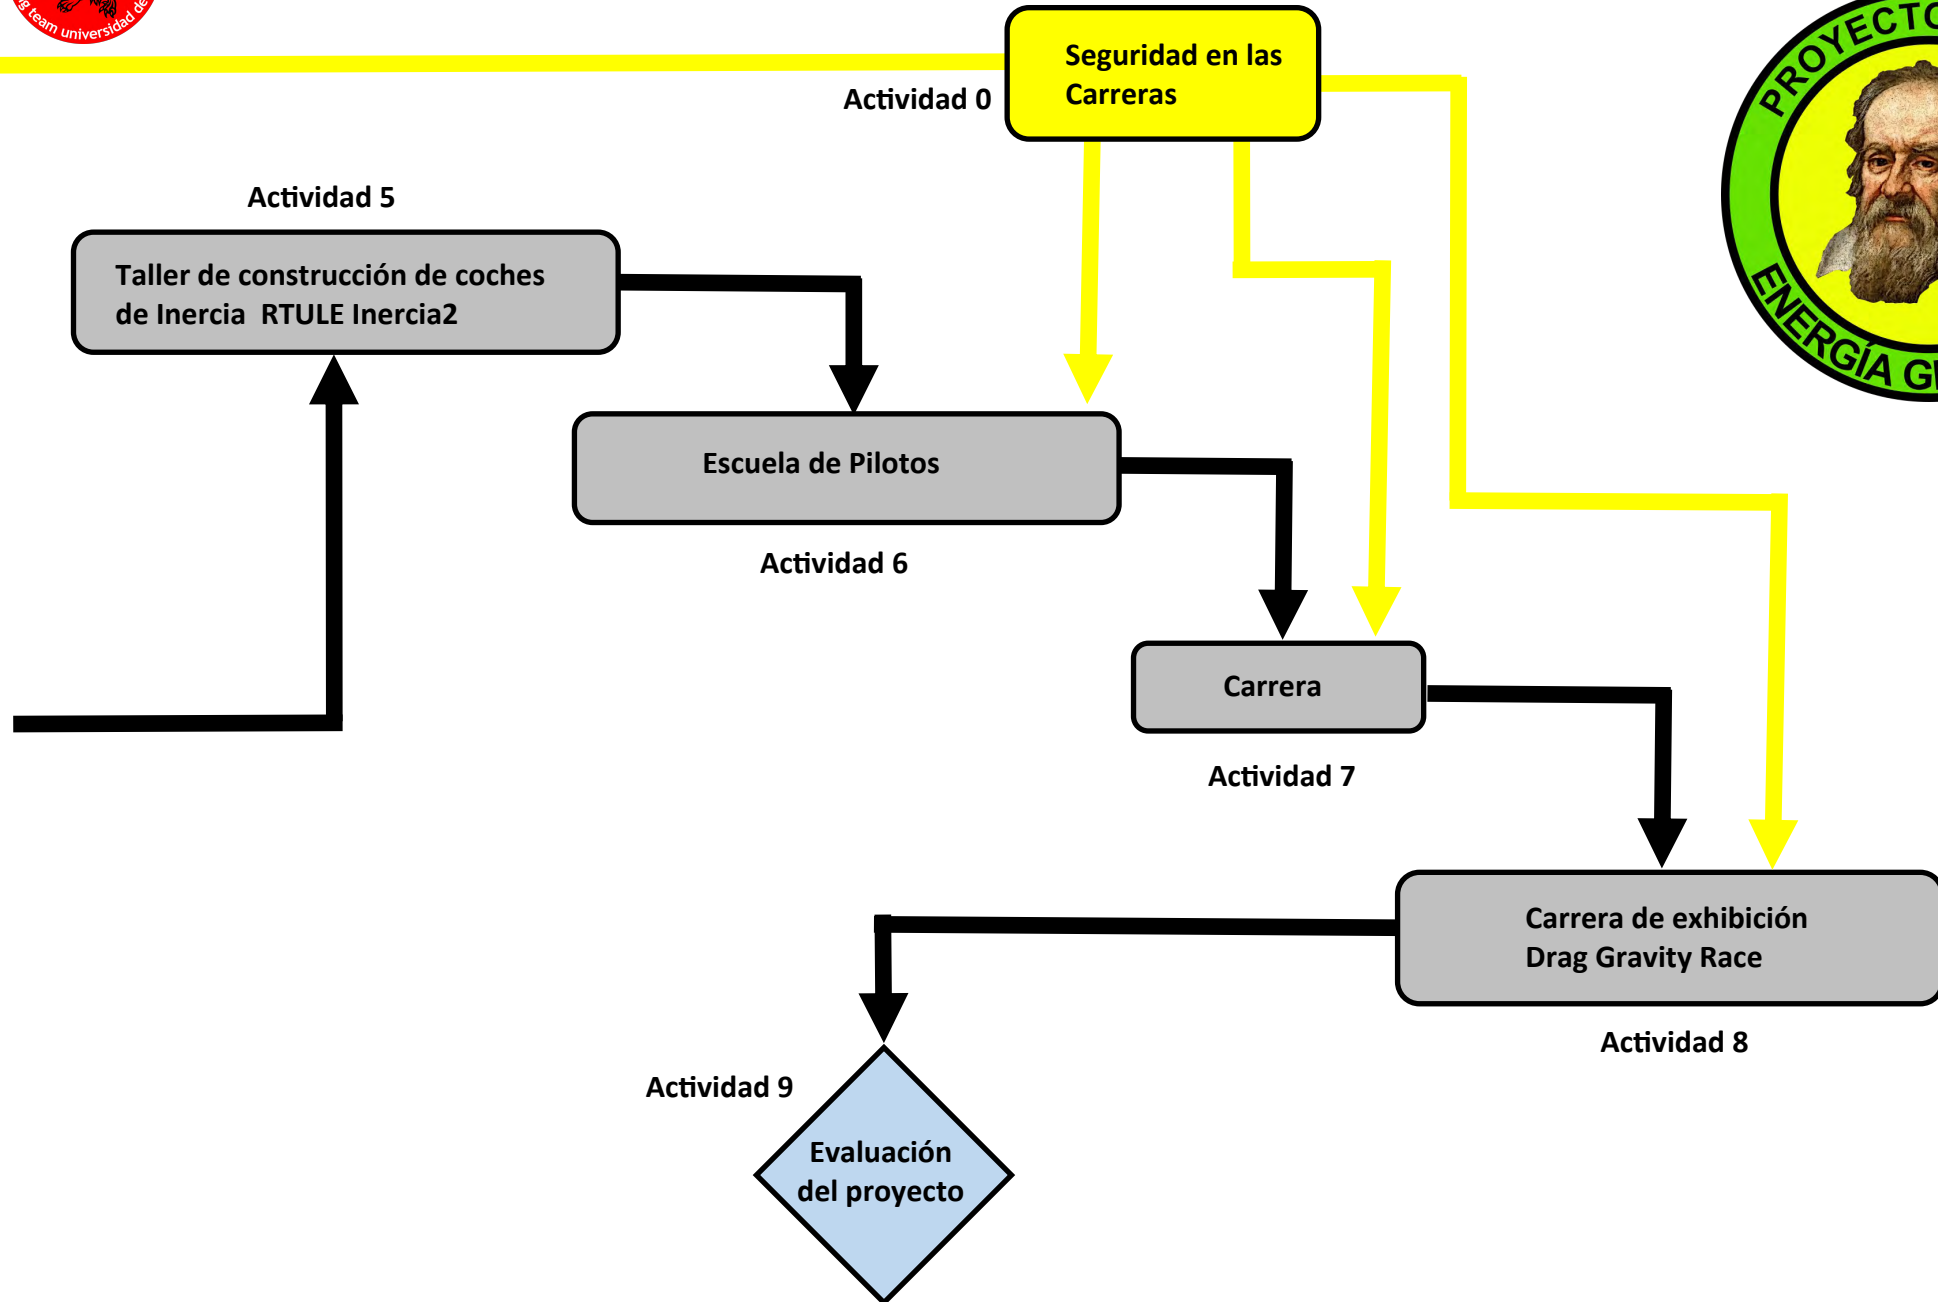 team universidad de
PROYECTO
ENERGÍA
Seguridad en las
Carreras
Actividad 0
Actividad 5
Taller de construcción de coches
de Inercia  RTULE Inercia2
Escuela de Pilotos
Actividad 6
Carrera
Actividad 7
Carrera de exhibición
Drag Gravity Race
Actividad 8
Actividad 9
Evaluación
del proyecto